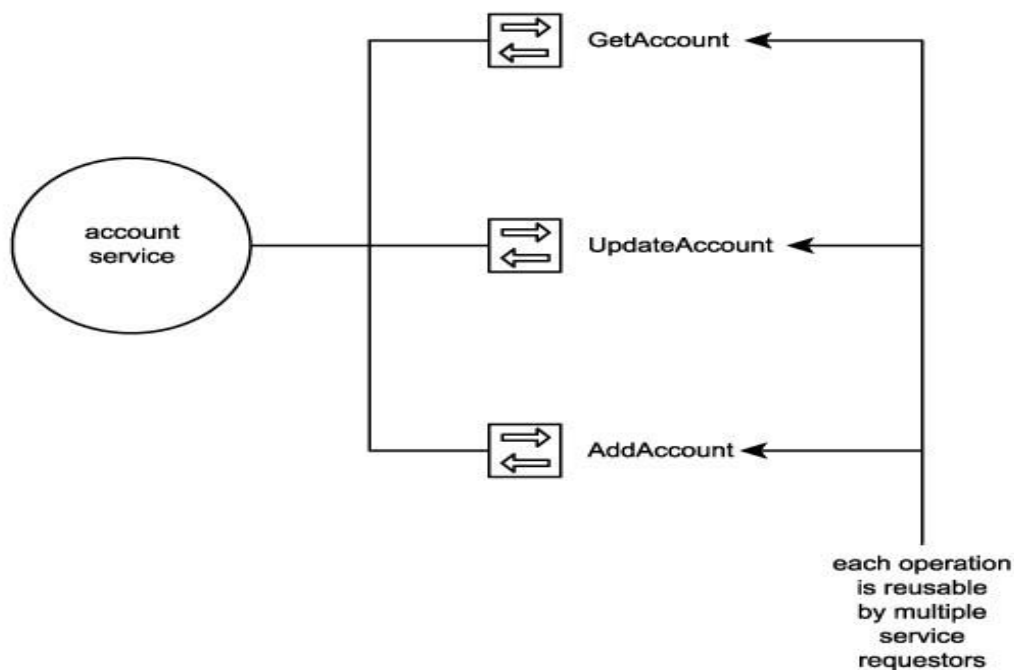 GetAccount
account
service
UpdateAccount
AddAccount
each operation
is reusable
by multiple
service
requestors